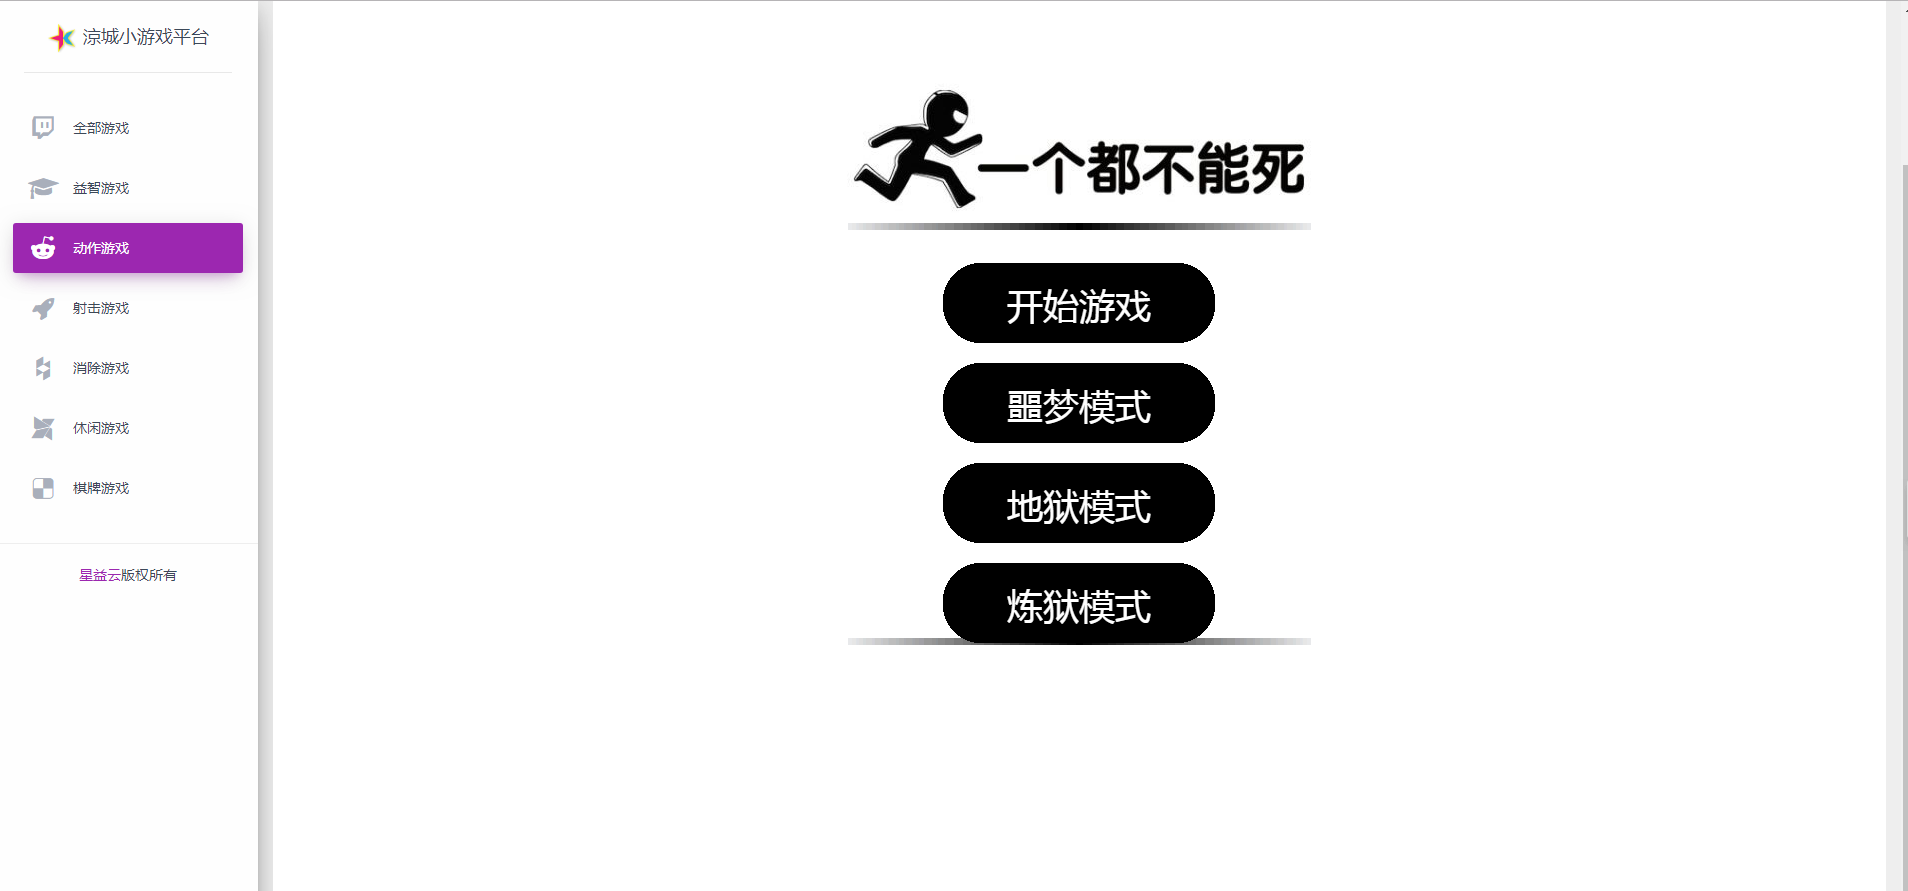 涼城小游戏平台
全部游戏
益智游戏
动作游戏
射击游戏
消除游戏
休闲游戏
棋牌游戏
星益云版权所有
一个都不能死
开始游戏
噩梦模式
地狱模式
炼狱模式